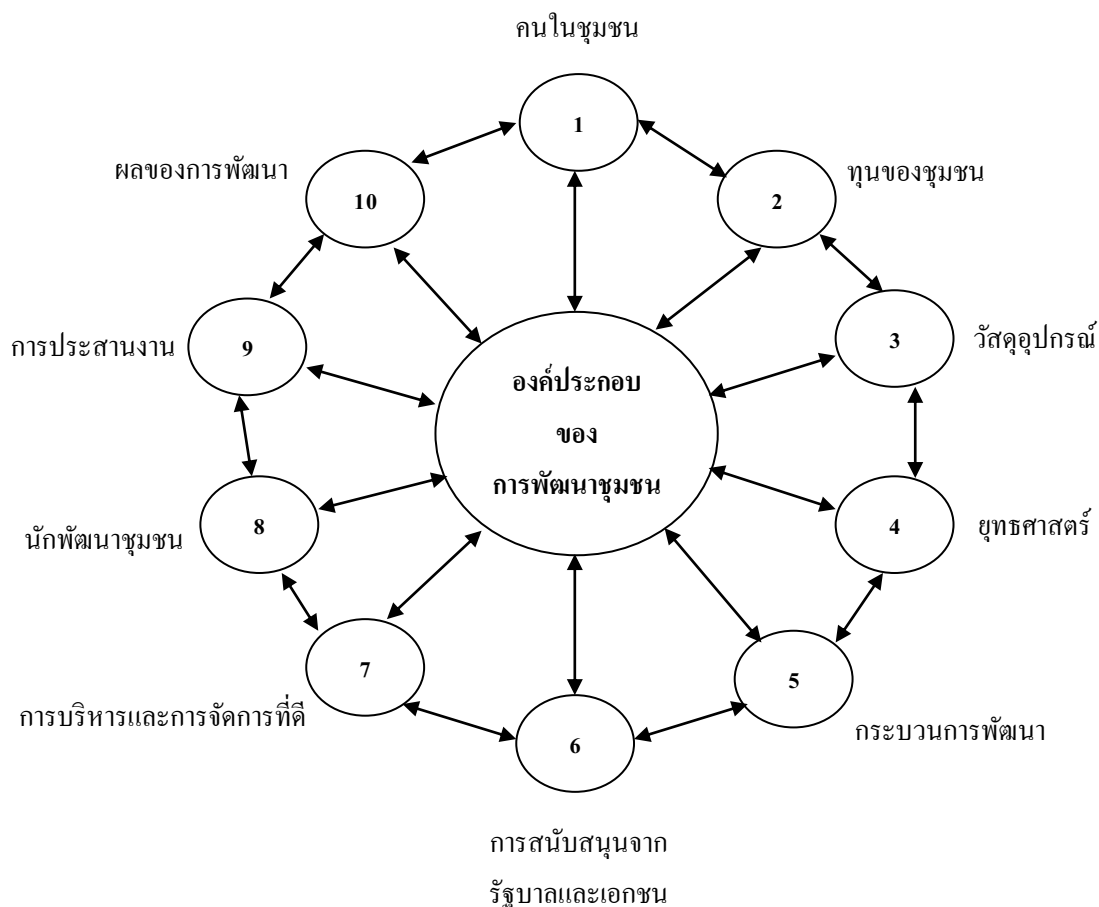 คนในชุมชน
1
ผลของการพัฒนา
10
2
ทุนของชุมชน
การประสานงาน
9
3
วัสดุอุปกรณ์
องค์ประกอบ
ของ
การพัฒนาชุมชน
นักพัฒนาชุมชน
8
4
ยุทธศาสตร์
7
5
การบริหารและการจัดการที่ดี
6
กระบวนการพัฒนา
การสนับสนุนจาก
รัฐบาลและเอกชน